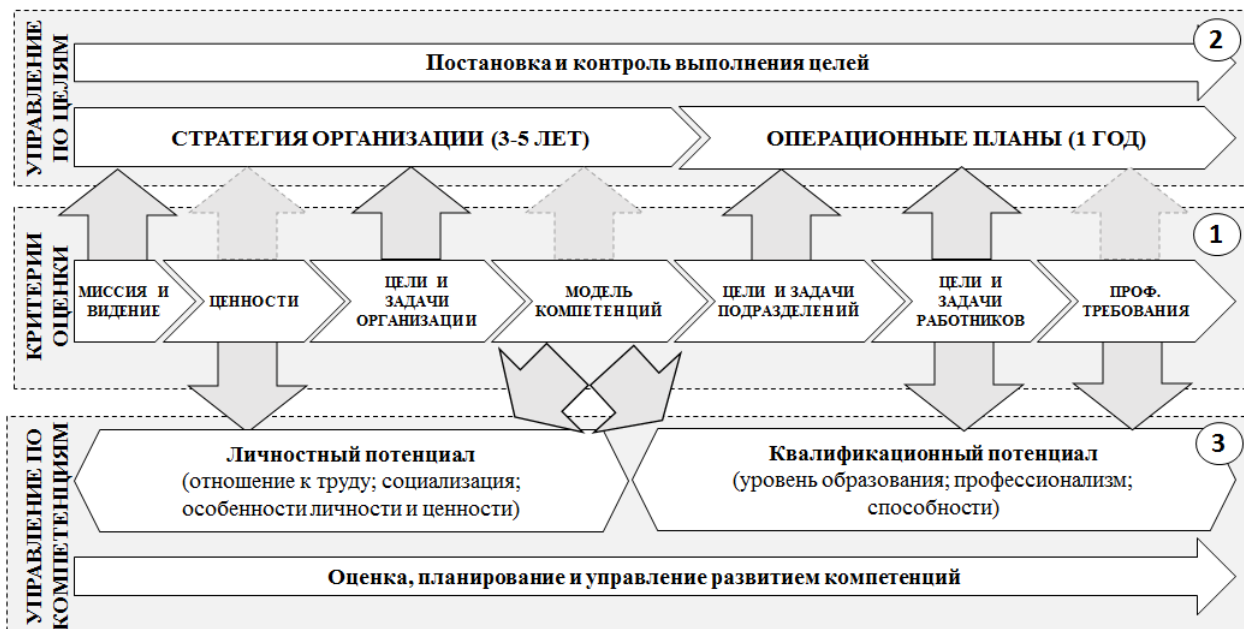 УПРАВЛЕНИЕ
ПО ЦЕЛЯМ
2
Постановка и контроль выполнения целей
СТРАТЕГИЯ ОРГАНИЗАЦИИ (3-5 ЛЕТ)
ОПЕРАЦИОННЫЕ ПЛАНЫ (1 ГОД)
КРИТЕРИИ
ОЦЕНКИ
1
МИССИЯ И
ВИДЕНИЕ
ЦЕННОСТИ
ЦЕЛИ И
ЗАДАЧИ
ОРГАНИЗАЦИИ
МОДЕЛЬ
КОМПЕТЕНЦИЙ
ЦЕЛИ И ЗАДАЧИ
ПОДРАЗДЕЛЕНИЙ
ЦЕЛИ И
ЗАДАЧИ
РАБОТНИКОВ
ПРОФ.
ТРЕБОВАНИЯ
УПРАВЛЕНИЕ ПО
КОМПЕТЕНЦИЯМ
3
Личностный потенциал
(отношение к труду; социализация;
особенности личности и ценности)
Квалификационный потенциал
(уровень образования; профессионализм;
способности)
Оценка, планирование и управление развитием компетенций